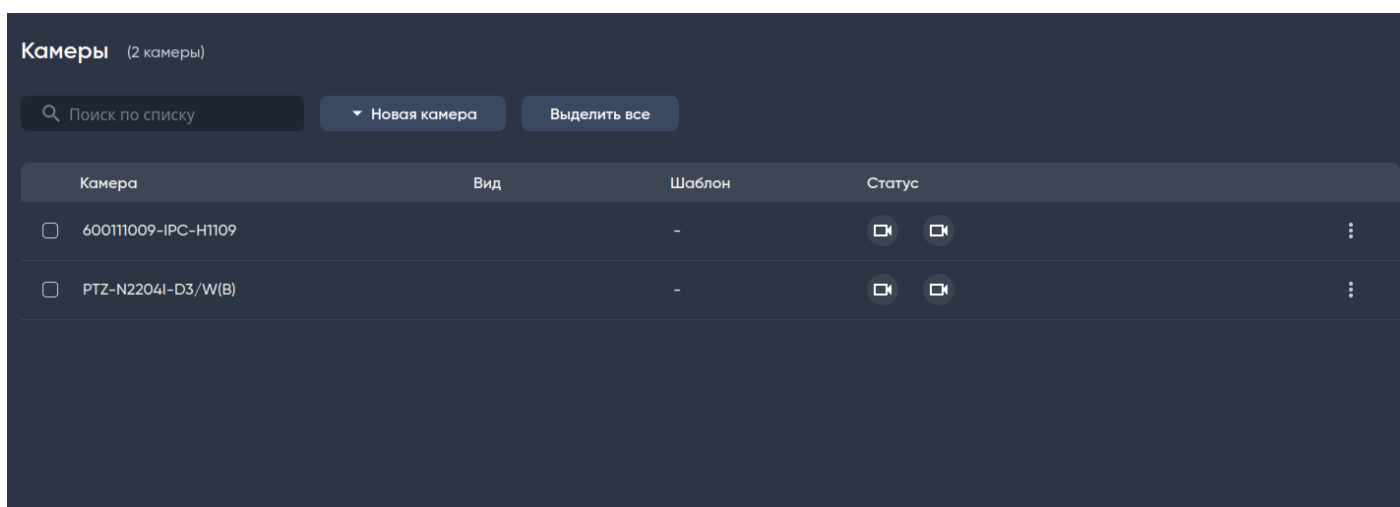 Камеры (2 камеры)
Поиск по списку Новая камера Выделить все
Камера Вид Шаблон Статус
600111009-IPC-H1109 -
PTZ-N2204I-D3/W(B) -